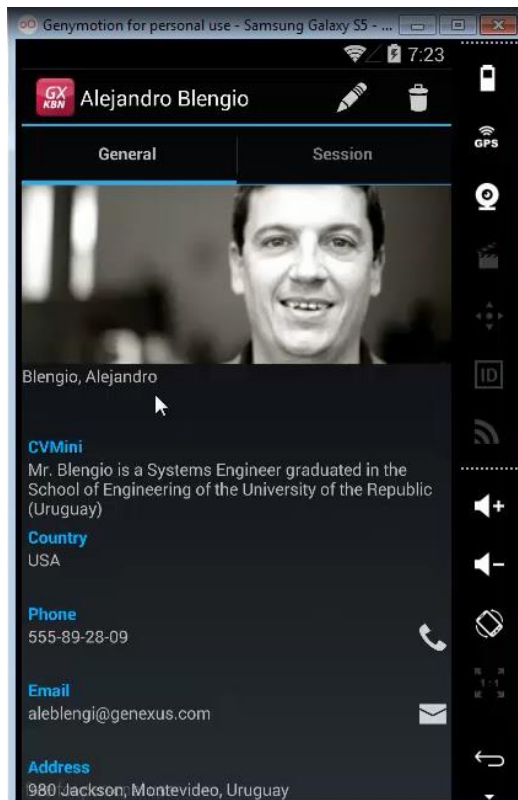 Genymotion for personal use - Samsung Galaxy S5 - ...
7:23
GX
KBN
Alejandro Blengio
General
Session
GPS
Blengio, Alejandro
CVMini
Mr. Blengio is a Systems Engineer graduated in the
School of Engineering of the University of the Republic
(Uruguay)
ID
Country
USA
Phone
555-89-28-09
Email
1:1
aleblengi@genexus.com
Address
980 Jackson, Montevideo, Uruguay